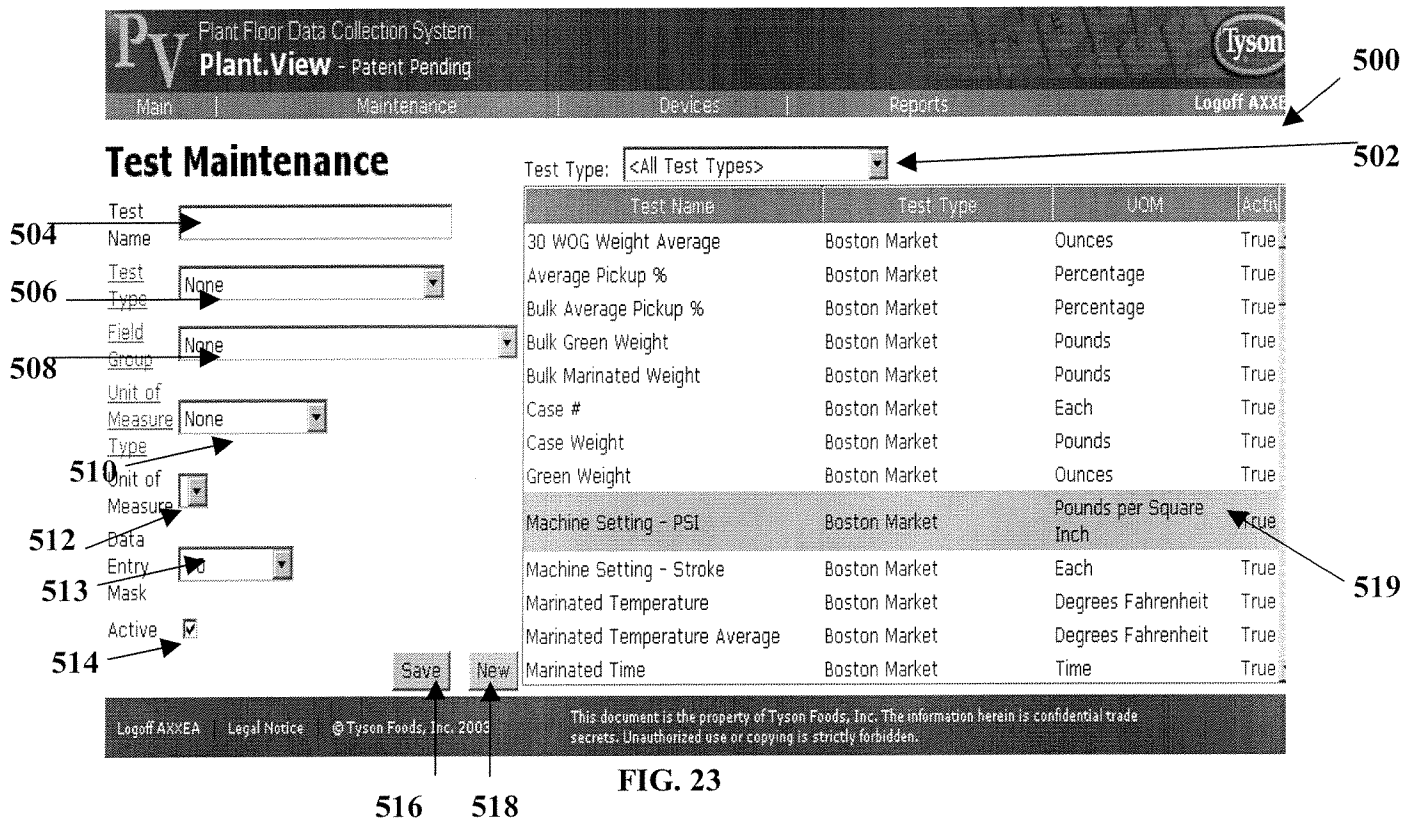 PV
Plant Floor Data Collection System
Plant.View - Patent Pending
Tyson
Main | Maintenance | Devices | Reports
Logoff AXXE
500
Test Maintenance
Test Type: <All Test Types>
502
Test Name
504
Test Type
None
506
Field Group
None
508
Unit of Measure Type
None
510
Unit of Measure
512
Data Entry Mask
513
Active
514
Save
New
Test Name Test Type UOM Activ
30 WOG Weight Average Boston Market Ounces True
Average Pickup % Boston Market Percentage True
Bulk Average Pickup % Boston Market Percentage True
Bulk Green Weight Boston Market Pounds True
Bulk Marinated Weight Boston Market Pounds True
Case # Boston Market Each True
Case Weight Boston Market Pounds True
Green Weight Boston Market Ounces True
Machine Setting - PSI Boston Market Pounds per Square Inch True
519
Machine Setting - Stroke Boston Market Each True
Marinated Temperature Boston Market Degrees Fahrenheit True
Marinated Temperature Average Boston Market Degrees Fahrenheit True
Marinated Time Boston Market Time True
Logoff AXXEA | Legal Notice | © Tyson Foods, Inc. 2003
This document is the property of Tyson Foods, Inc. The information herein is confidential trade
secrets. Unauthorized use or copying is strictly forbidden.
FIG. 23
516 518